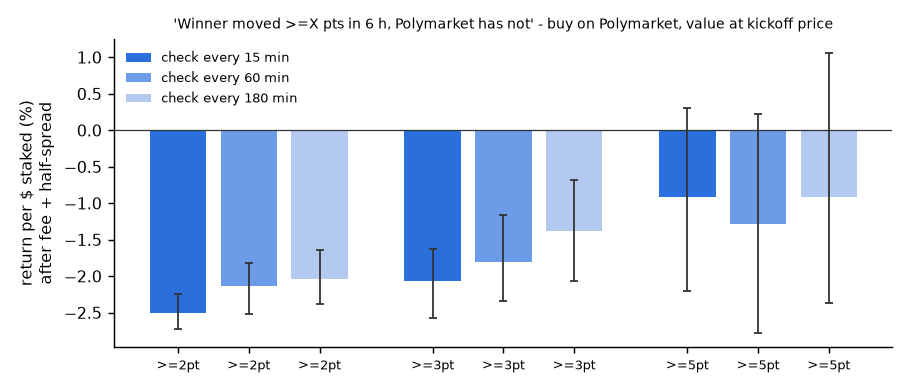 'Winner moved >=X pts in 6 h, Polymarket has not' - buy on Polymarket, value at kickoff price
return per $ staked (%)
after fee + half-spread
1.0
0.5
0.0
−0.5
−1.0
−1.5
−2.0
−2.5
check every 15 min
check every 60 min
check every 180 min
>=2pt >=2pt >=2pt >=3pt >=3pt >=3pt >=5pt >=5pt >=5pt